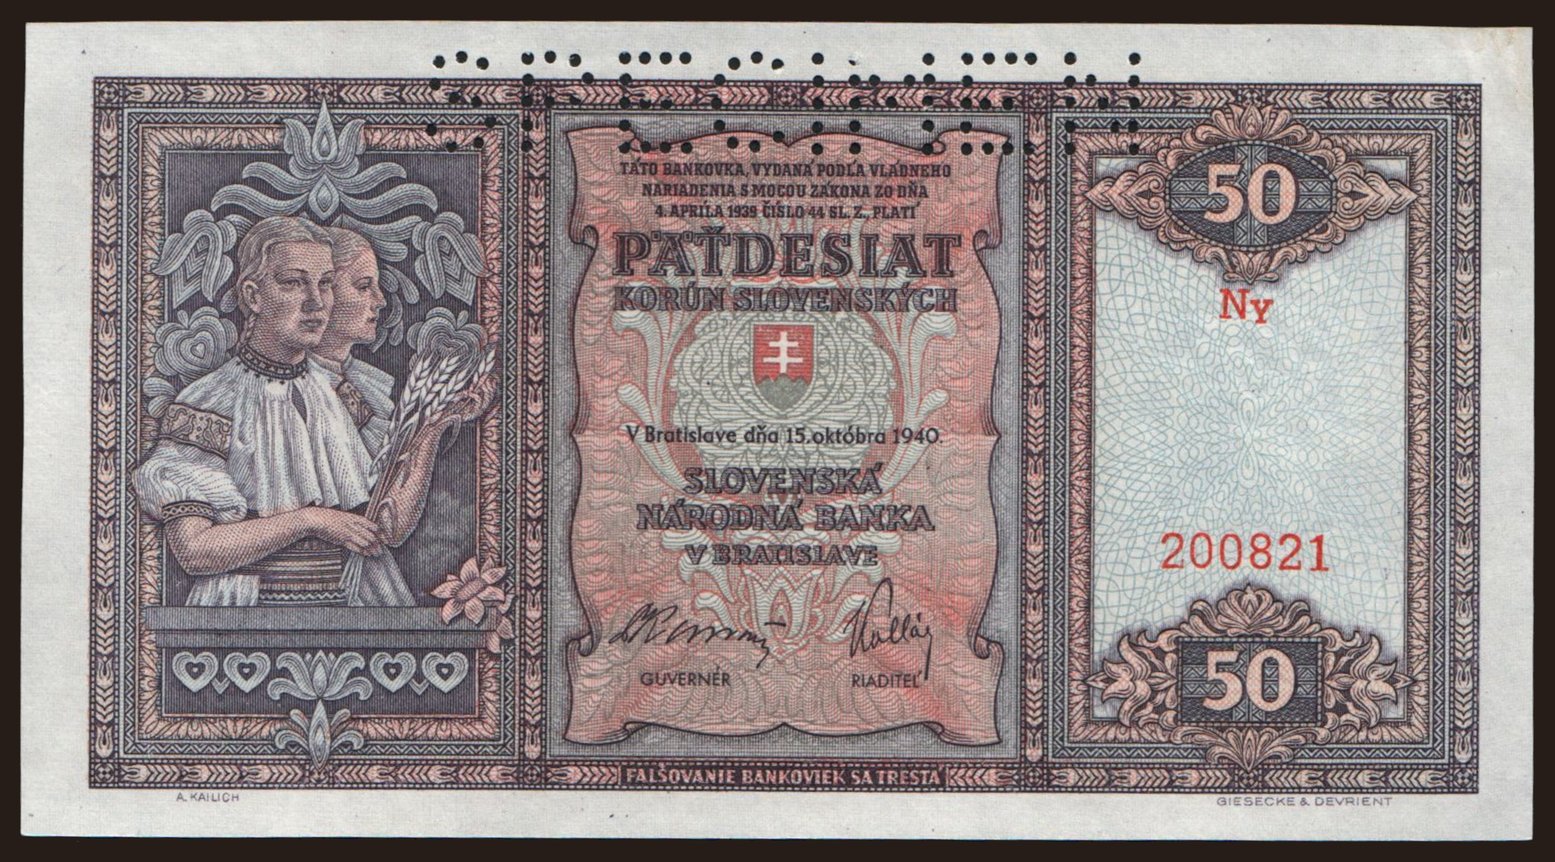 SPECIMEN
TÁTO BANKOVKA, VYDANÁ PODĽA VLÁDNEHO
NARIADENIA S MOCOU ZÁKONA ZO DŇA
4. APRÍLA 1939 ČÍSLO 44 SL. Z., PLATÍ
PÄŤDESIAT
KORÚN SLOVENSKÝCH
V Bratislave dňa 15. októbra 1940.
SLOVENSKÁ
NÁRODNÁ BANKA
V BRATISLAVE
GUVERNÉR RIADITEĽ
FALŠOVANIE BANKOVIEK SA TRESTÁ
50
Ny
200821
50
A. KAILICH
GIESECKE & DEVRIENT